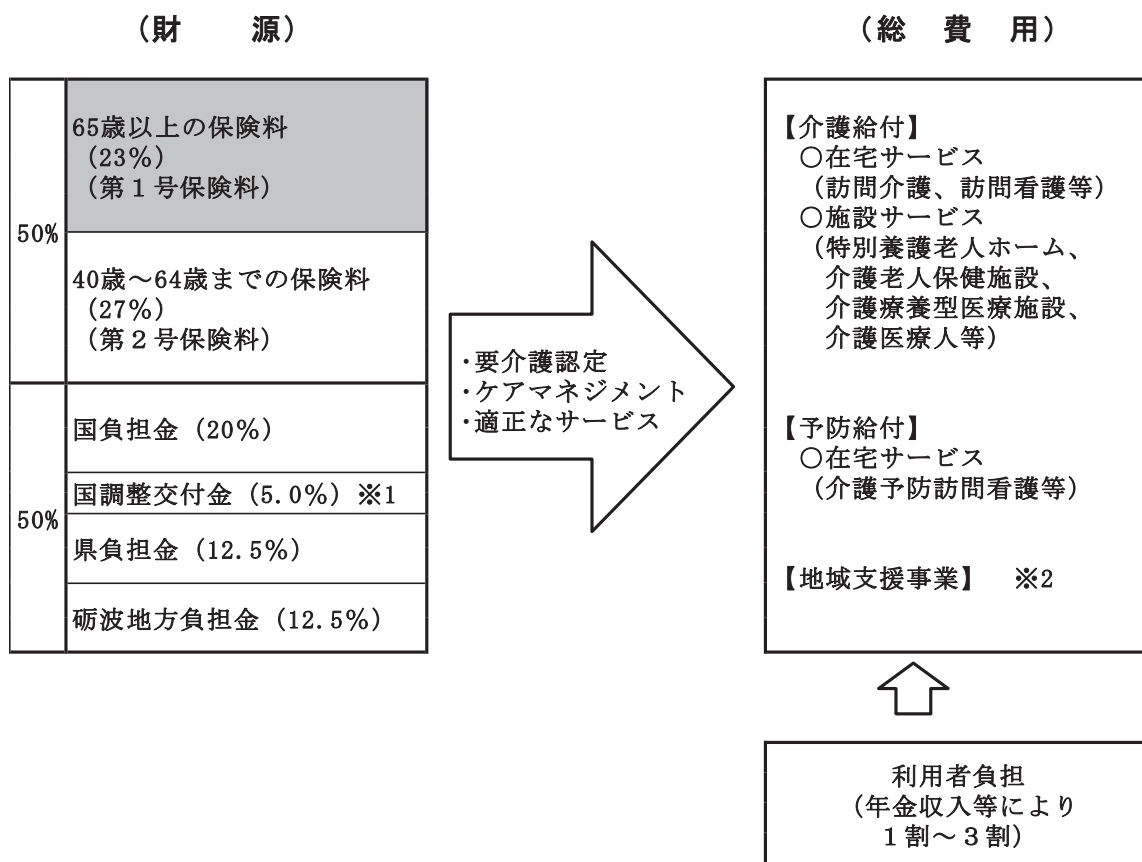 (財　　源)
50%
65歳以上の保険料
(23%)
(第１号保険料)
40歳～64歳までの保険料
(27%)
(第２号保険料)
50%
国負担金 (20%)
国調整交付金 (5.0%) ※1
県負担金 (12.5%)
砺波地方負担金 (12.5%)
・要介護認定
・ケアマネジメント
・適正なサービス
(総　費　用)
【介護給付】
○在宅サービス
(訪問介護、訪問看護等)
○施設サービス
(特別養護老人ホーム、
介護老人保健施設、
介護療養型医療施設、
介護医療人等)
【予防給付】
○在宅サービス
(介護予防訪問看護等)
【地域支援事業】　※2
利用者負担
(年金収入等により
１割～３割)